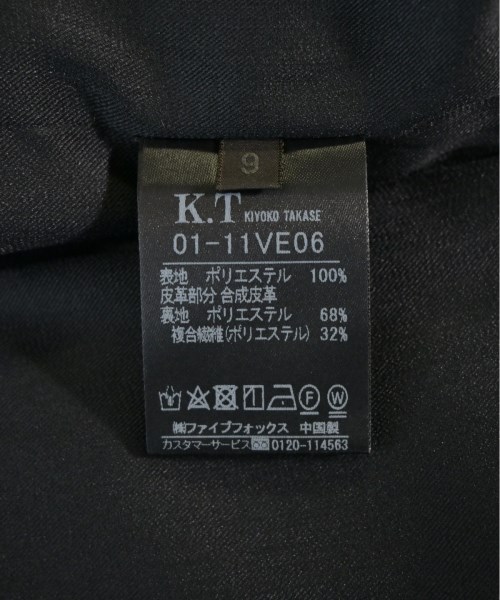 9
K.T KIYOKO TAKASE
01-11VE06
表地 ポリエステル 100%
皮革部分 合成皮革
裏地 ポリエステル 68%
複合繊維(ポリエステル) 32%
F W
㈱ファイブフォックス 中国製
カスタマーサービス 0120-114563